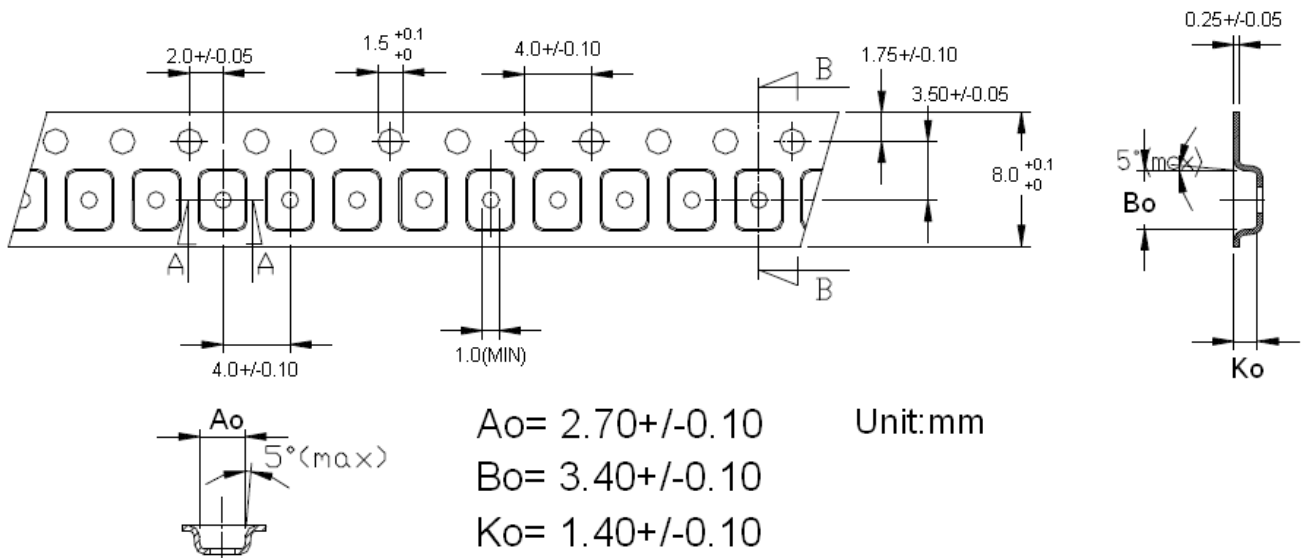 0.25+/-0.05
2.0+/-0.05
1.5 +0.1
+0
4.0+/-0.10
1.75+/-0.10
B
3.50+/-0.05
8.0 +0.1
+0
5°(max)
Bo
A
A
B
1.0(MIN)
4.0+/-0.10
Ko
Ao
5°(max)
Ao= 2.70+/-0.10
Unit:mm
Bo= 3.40+/-0.10
Ko= 1.40+/-0.10